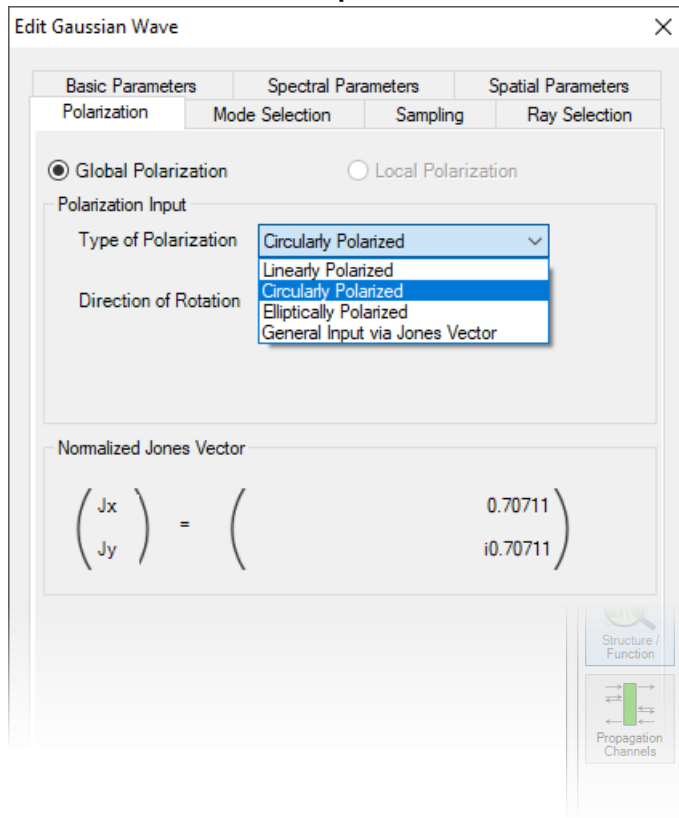 Edit Gaussian Wave
Basic Parameters Spectral Parameters Spatial Parameters
Polarization Mode Selection Sampling Ray Selection
Global Polarization Local Polarization
Polarization Input
Type of Polarization Circularly Polarized
Linearly Polarized
Direction of Rotation Circularly Polarized
Elliptically Polarized
General Input via Jones Vector
Normalized Jones Vector
Jx 0.70711
=
Jy i0.70711
Structure /
Function
Propagation
Channels